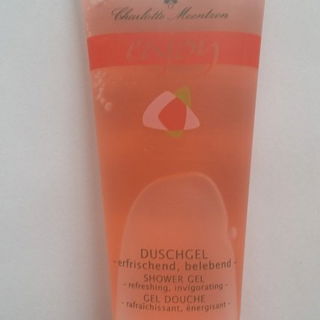 Charlotte Meentzen
DUSCHGEL
-erfrischend, belebend-
SHOWER GEL
-refreshing, invigorating-
GEL DOUCHE
-rafraîchissant, énergisant-